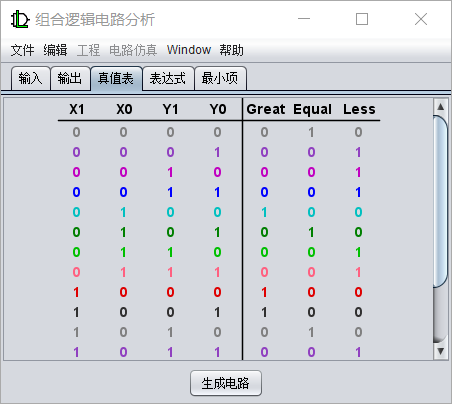 组合逻辑电路分析
文件 编辑 工程 电路仿真 Window 帮助
输入 输出 真值表 表达式 最小项
X1 X0 Y1 Y0 Great Equal Less
0 0 0 0 0 1 0
0 0 0 1 0 0 1
0 0 1 0 0 0 1
0 0 1 1 0 0 1
0 1 0 0 1 0 0
0 1 0 1 0 1 0
0 1 1 0 0 0 1
0 1 1 1 0 0 1
1 0 0 0 1 0 0
1 0 0 1 1 0 0
1 0 1 0 0 1 0
1 0 1 1 0 0 1
生成电路